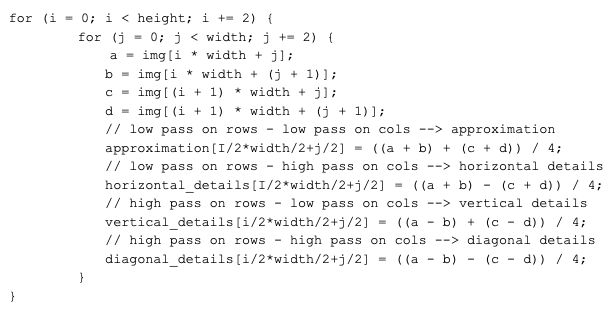 for (i = 0; i < height; i += 2) {
for (j = 0; j < width; j += 2) {
a = img[i * width + j];
b = img[i * width + (j + 1)];
c = img[(i + 1) * width + j];
d = img[(i + 1) * width + (j + 1)];
// low pass on rows - low pass on cols --> approximation
approximation[I/2*width/2+j/2] = ((a + b) + (c + d)) / 4;
// low pass on rows - high pass on cols --> horizontal details
horizontal_details[I/2*width/2+j/2] = ((a + b) - (c + d)) / 4;
// high pass on rows - low pass on cols --> vertical details
vertical_details[i/2*width/2+j/2] = ((a - b) + (c - d)) / 4;
// high pass on rows - high pass on cols --> diagonal details
diagonal_details[i/2*width/2+j/2] = ((a - b) - (c - d)) / 4;
}
}